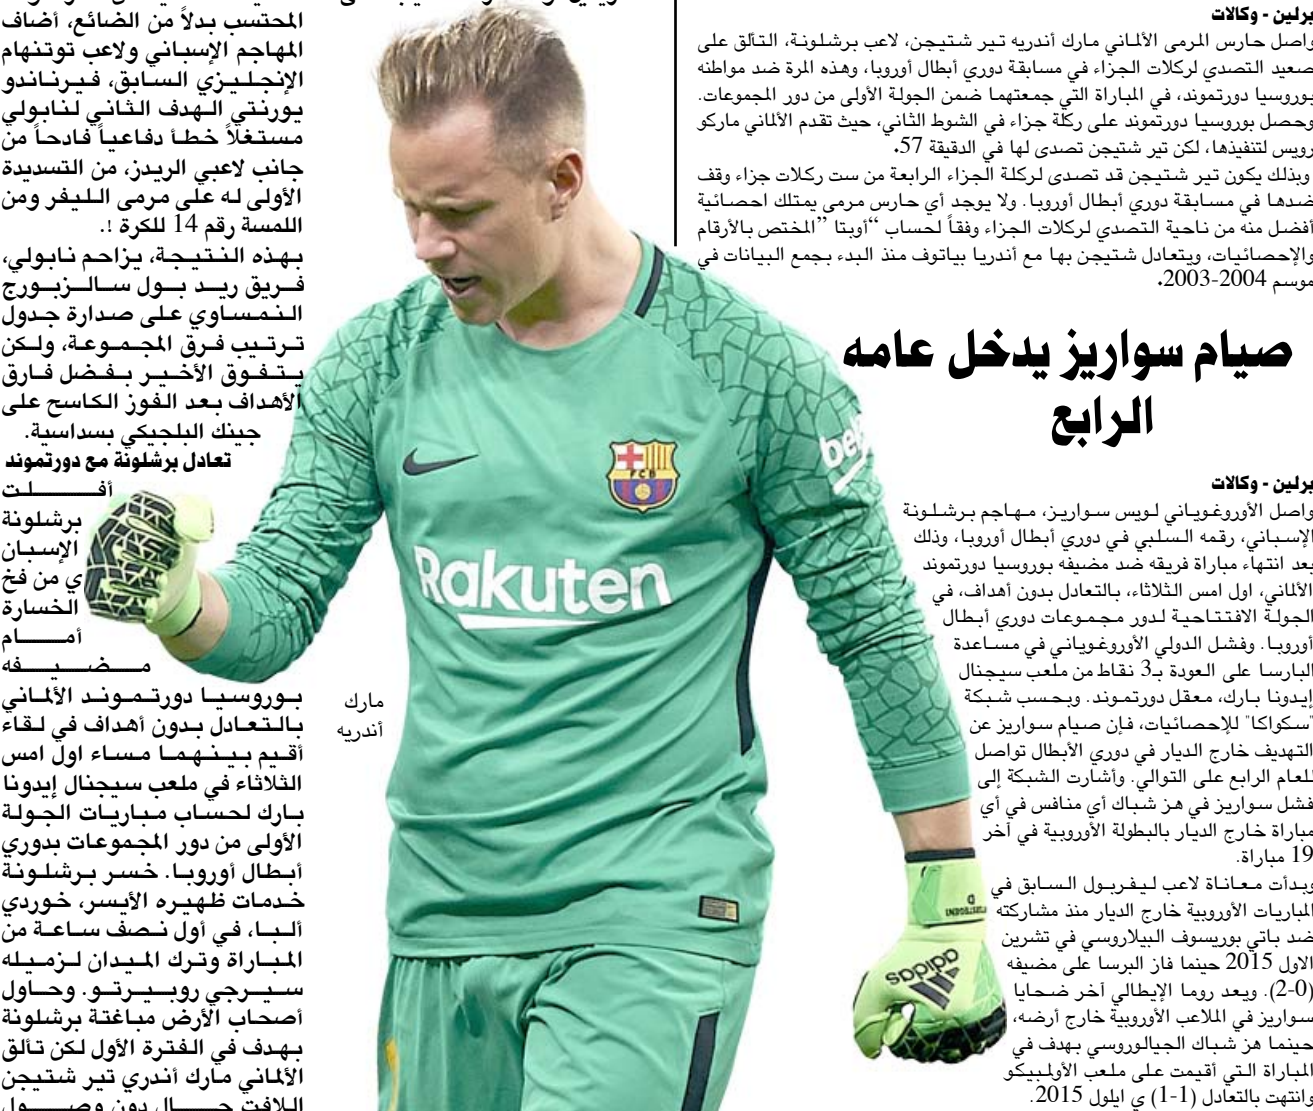 برلين - وكالات
واصل حارس المرمى الألماني مارك أندريه تير شتيجن، لاعب برشلونة، التألق على
صعيد التصدي لركلات الجزاء في مسابقة دوري أبطال أوروبا، وهذه المرة ضد مواطنه
بوروسيا دورتموند، في المباراة التي جمعتهما ضمن الجولة الأولى من دور المجموعات.
وحصل بوروسيا دورتموند على ركلة جزاء في الشوط الثاني، حيث تقدم الألماني ماركو
رويس لتنفيذها، لكن تير شتيجن تصدى لها في الدقيقة 57.
وبذلك يكون تير شتيجن قد تصدى لركلة الجزاء الرابعة من ست ركلات جزاء وقف
ضدها في مسابقة دوري أبطال أوروبا. ولا يوجد أي حارس مرمى يمتلك احصائية
أفضل منه من ناحية التصدي لركلات الجزاء وفقاً لحساب “أوبتا ”المختص بالأرقام
والإحصائيات، ويتعادل شتيجن بها مع أندريا بياتوف منذ البدء بجمع البيانات في
موسم 2004-2003.
صيام سواريز يدخل عامه
الرابع
برلين - وكالات
واصل الأوروغوياني لويس سواريز، مهاجم برشلونة
الإسباني، رقمه السلبي في دوري أبطال أوروبا، وذلك
بعد انتهاء مباراة فريقه ضد مضيفه بوروسيا دورتموند
الألماني، اول امس الثلاثاء، بالتعادل بدون أهداف، في
الجولة الافتتاحية لدور مجموعات دوري أبطال
أوروبا. وفشل الدولي الأوروغوياني في مساعدة
البارسا على العودة بـ3 نقاط من ملعب سيجنال
إيدونا بارك، معقل دورتموند. وبحسب شبكة
"سكواكا" للإحصائيات، فإن صيام سواريز عن
التهديف خارج الديار في دوري الأبطال تواصل
للعام الرابع على التوالي. وأشارت الشبكة إلى
فشل سواريز في هز شباك أي منافس في أي
مباراة خارج الديار بالبطولة الأوروبية في آخر
19 مباراة.
وبدأت معاناة لاعب ليفربول السابق في
المباريات الأوروبية خارج الديار منذ مشاركته
ضد باتي بوريسوف البيلاروسي في تشرين
الاول 2015 حينما فاز البرسا على مضيفه
(2-0). ويعد روما الإيطالي آخر ضحايا
سواريز في الملاعب الأوروبية خارج أرضه،
حينما هز شباك الجيالوروسي بهدف في
المباراة التي أقيمت على ملعب الأولمبيكو
وانتهت بالتعادل (1-1) ي ايلول 2015.
beko
FCB
Rakuten
adidas
مارك
أندريه
المحتسب بدلاً من الضائع، أضاف
المهاجم الإسباني ولاعب توتنهام
الإنجليزي السابق، فيرناندو
يورنتي الهدف الثاني لنابولي
مستغلاً خطأ دفاعياً فادحاً من
جانب لاعبي الريدز، من التسديدة
الأولى له على مرمى الليفر ومن
اللمسة رقم 14 للكرة !.
بهذه النتيجة، يزاحم نابولي،
فريق ريد بول سالزبورج
النمساوي على صدارة جدول
ترتيب فرق المجموعة، ولكن
يتفوق الأخير بفضل فارق
الأهداف بعد الفوز الكاسح على
جينك البلجيكي بسداسية.
تعادل برشلونة مع دورتموند
أفلت
برشلونة
الإسبان
ي من فخ
الخسارة
أمام
مضيفه
بوروسيا دورتموند الألماني
بالتعادل بدون أهداف في لقاء
أقيم بينهما مساء اول امس
الثلاثاء في ملعب سيجنال إيدونا
بارك لحساب مباريات الجولة
الأولى من دور المجموعات بدوري
أبطال أوروبا. خسر برشلونة
خدمات ظهيره الأيسر، خوردي
ألبا، في أول نصف ساعة من
المباراة وترك الميدان لزميله
سيرجي روبيرتو. وحاول
أصحاب الأرض مباغتة برشلونة
بهدف في الفترة الأول لكن تألق
الألماني مارك أندري تير شتيجن
اللافت حال دون وصول